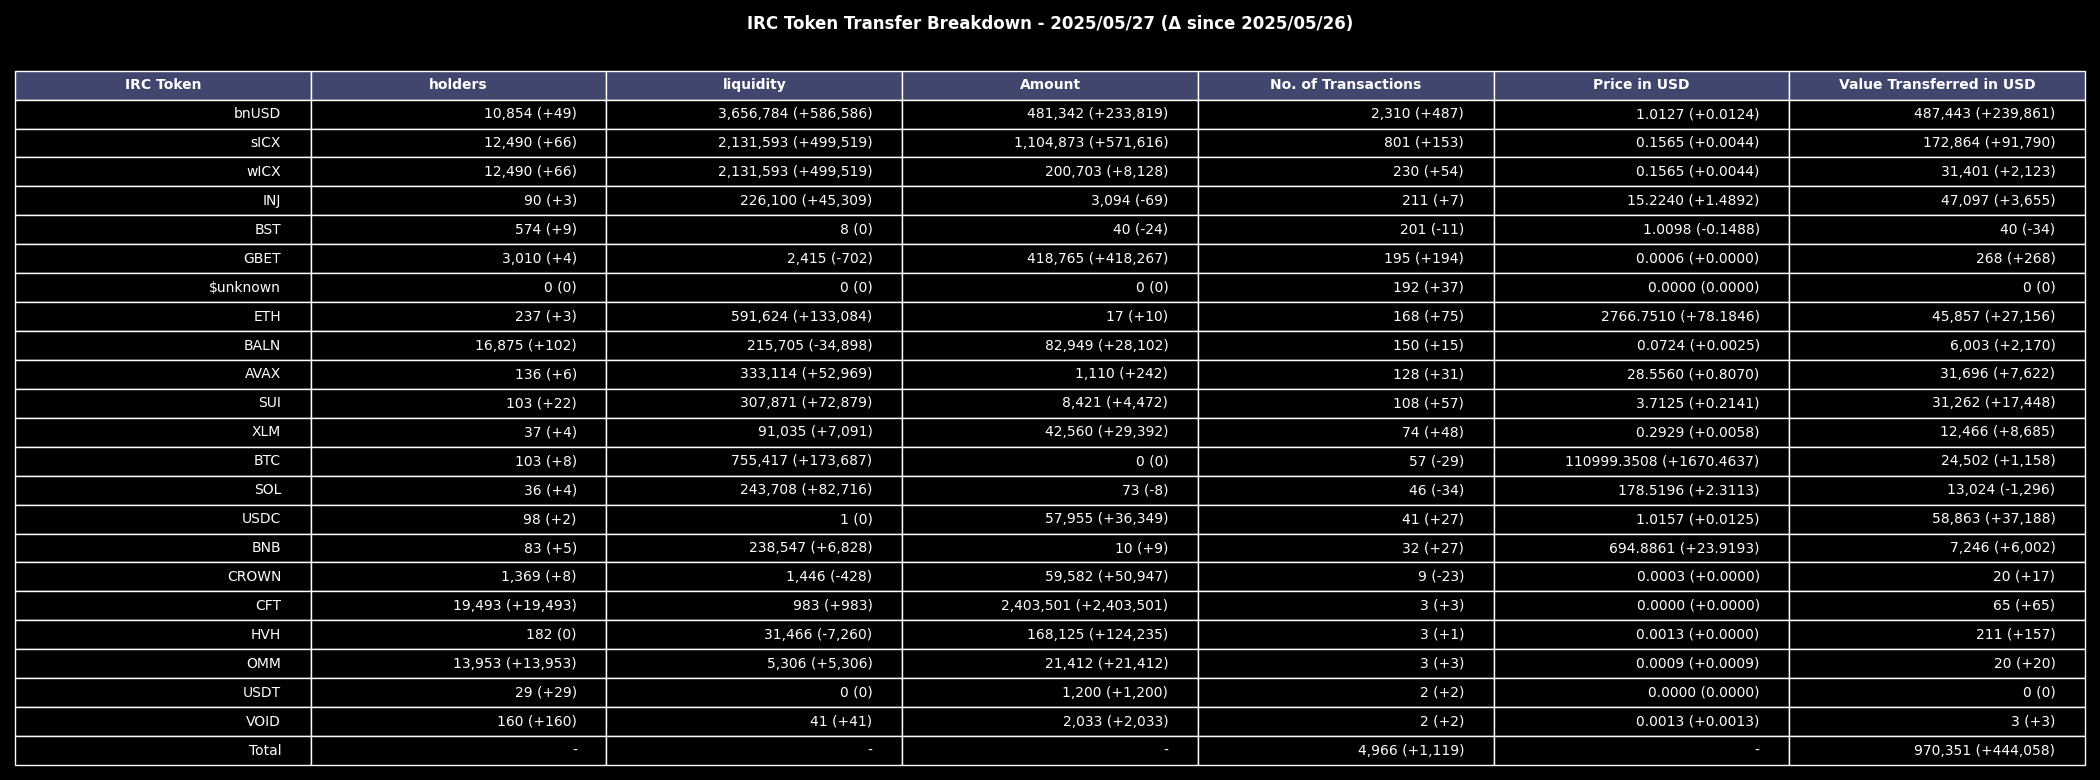 IRC Token Transfer Breakdown - 2025/05/27 (Δ since 2025/05/26)
IRC Token holders liquidity Amount No. of Transactions Price in USD Value Transferred in USD
bnUSD 10,854 (+49) 3,656,784 (+586,586) 481,342 (+233,819) 2,310 (+487) 1.0127 (+0.0124) 487,443 (+239,861)
sICX 12,490 (+66) 2,131,593 (+499,519) 1,104,873 (+571,616) 801 (+153) 0.1565 (+0.0044) 172,864 (+91,790)
wICX 12,490 (+66) 2,131,593 (+499,519) 200,703 (+8,128) 230 (+54) 0.1565 (+0.0044) 31,401 (+2,123)
INJ 90 (+3) 226,100 (+45,309) 3,094 (-69) 211 (+7) 15.2240 (+1.4892) 47,097 (+3,655)
BST 574 (+9) 8 (0) 40 (-24) 201 (-11) 1.0098 (-0.1488) 40 (-34)
GBET 3,010 (+4) 2,415 (-702) 418,765 (+418,267) 195 (+194) 0.0006 (+0.0000) 268 (+268)
$unknown 0 (0) 0 (0) 0 (0) 192 (+37) 0.0000 (0.0000) 0 (0)
ETH 237 (+3) 591,624 (+133,084) 17 (+10) 168 (+75) 2766.7510 (+78.1846) 45,857 (+27,156)
BALN 16,875 (+102) 215,705 (-34,898) 82,949 (+28,102) 150 (+15) 0.0724 (+0.0025) 6,003 (+2,170)
AVAX 136 (+6) 333,114 (+52,969) 1,110 (+242) 128 (+31) 28.5560 (+0.8070) 31,696 (+7,622)
SUI 103 (+22) 307,871 (+72,879) 8,421 (+4,472) 108 (+57) 3.7125 (+0.2141) 31,262 (+17,448)
XLM 37 (+4) 91,035 (+7,091) 42,560 (+29,392) 74 (+48) 0.2929 (+0.0058) 12,466 (+8,685)
BTC 103 (+8) 755,417 (+173,687) 0 (0) 57 (-29) 110999.3508 (+1670.4637) 24,502 (+1,158)
SOL 36 (+4) 243,708 (+82,716) 73 (-8) 46 (-34) 178.5196 (+2.3113) 13,024 (-1,296)
USDC 98 (+2) 1 (0) 57,955 (+36,349) 41 (+27) 1.0157 (+0.0125) 58,863 (+37,188)
BNB 83 (+5) 238,547 (+6,828) 10 (+9) 32 (+27) 694.8861 (+23.9193) 7,246 (+6,002)
CROWN 1,369 (+8) 1,446 (-428) 59,582 (+50,947) 9 (-23) 0.0003 (+0.0000) 20 (+17)
CFT 19,493 (+19,493) 983 (+983) 2,403,501 (+2,403,501) 3 (+3) 0.0000 (+0.0000) 65 (+65)
HVH 182 (0) 31,466 (-7,260) 168,125 (+124,235) 3 (+1) 0.0013 (+0.0000) 211 (+157)
OMM 13,953 (+13,953) 5,306 (+5,306) 21,412 (+21,412) 3 (+3) 0.0009 (+0.0009) 20 (+20)
USDT 29 (+29) 0 (0) 1,200 (+1,200) 2 (+2) 0.0000 (0.0000) 0 (0)
VOID 160 (+160) 41 (+41) 2,033 (+2,033) 2 (+2) 0.0013 (+0.0013) 3 (+3)
Total - - - 4,966 (+1,119) - 970,351 (+444,058)